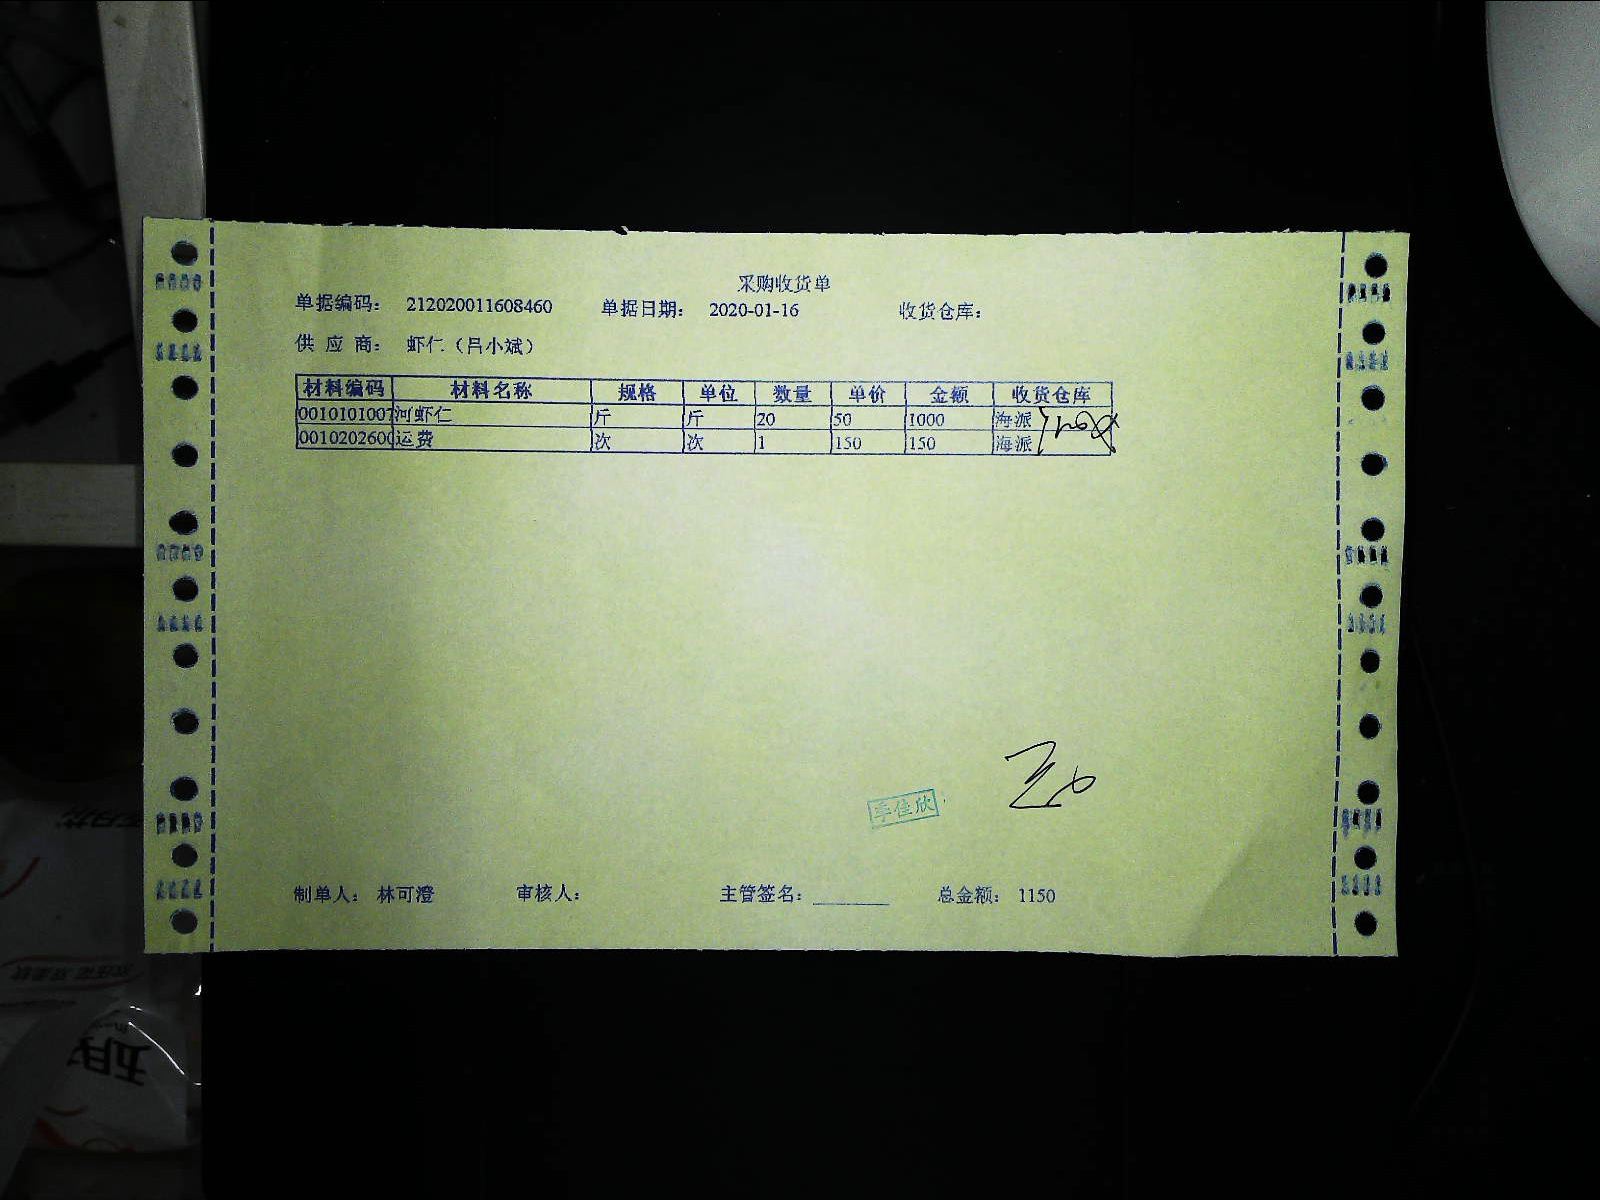 采购收货单
单据编码: 212020011608460 单据日期: 2020-01-16 收货仓库:
供应商: 虾仁（吕小斌）
材料编码 材料名称 规格 单位 数量 单价 金额 收货仓库
0010101007 河虾仁 斤 斤 20 50 1000 海派
001020260 运费 次 次 1 150 150 海派
季佳欣
制单人: 林可澄 审核人: 主管签名: 总金额: 1150